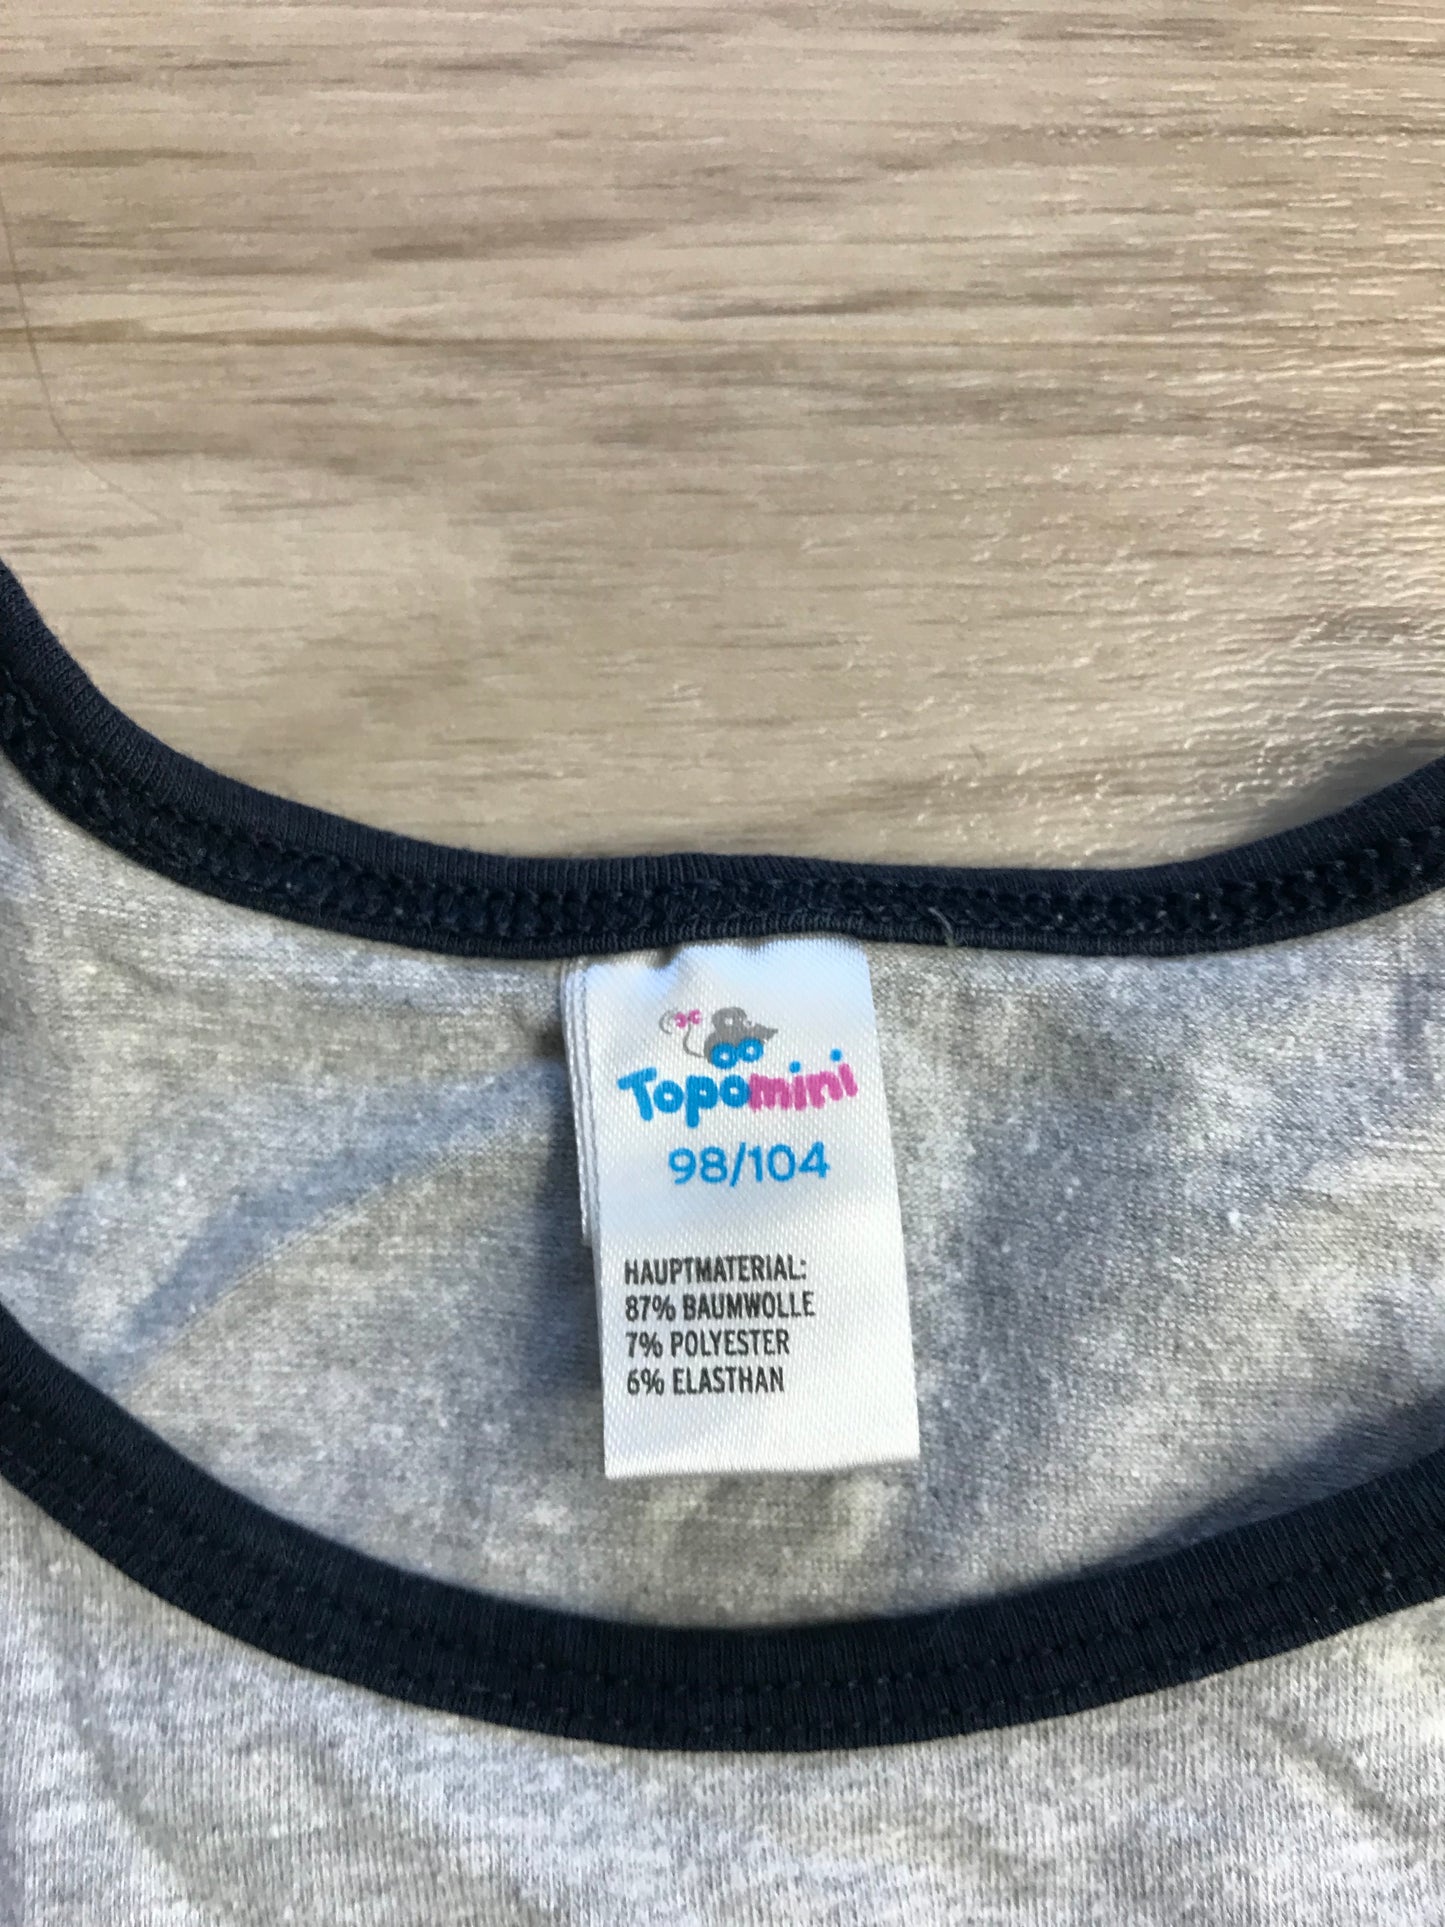 Topomini
98/104
HAUPTMATERIAL:
87% BAUMWOLLE
7% POLYESTER
6% ELASTHAN